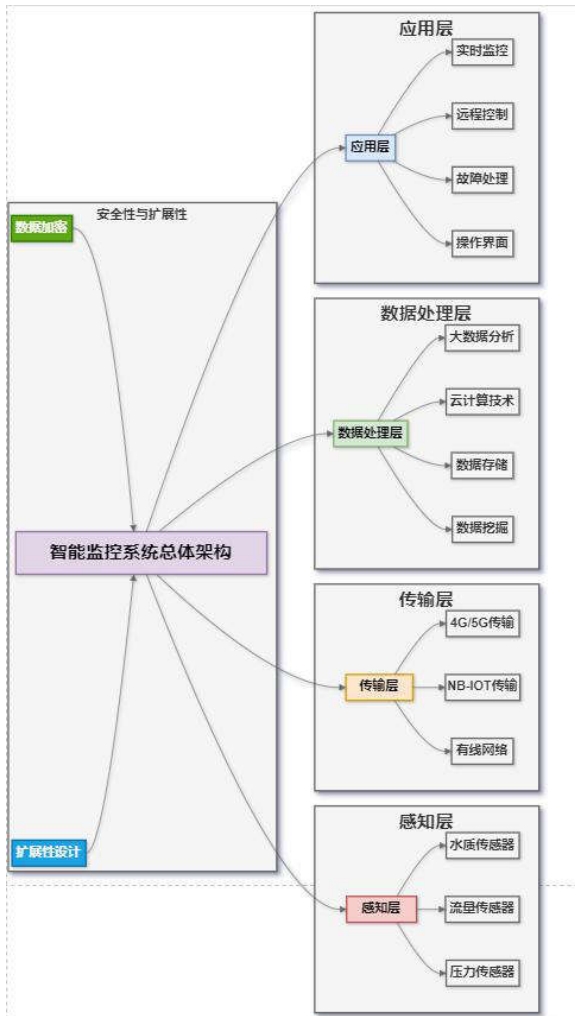 安全性与扩展性
数据加密
智能监控系统总体架构
扩展性设计
应用层
应用层
实时监控
远程控制
故障处理
操作界面
数据处理层
数据处理层
大数据分析
云计算技术
数据存储
数据挖掘
传输层
传输层
4G/5G传输
NB-IOT传输
有线网络
感知层
感知层
水质传感器
流量传感器
压力传感器